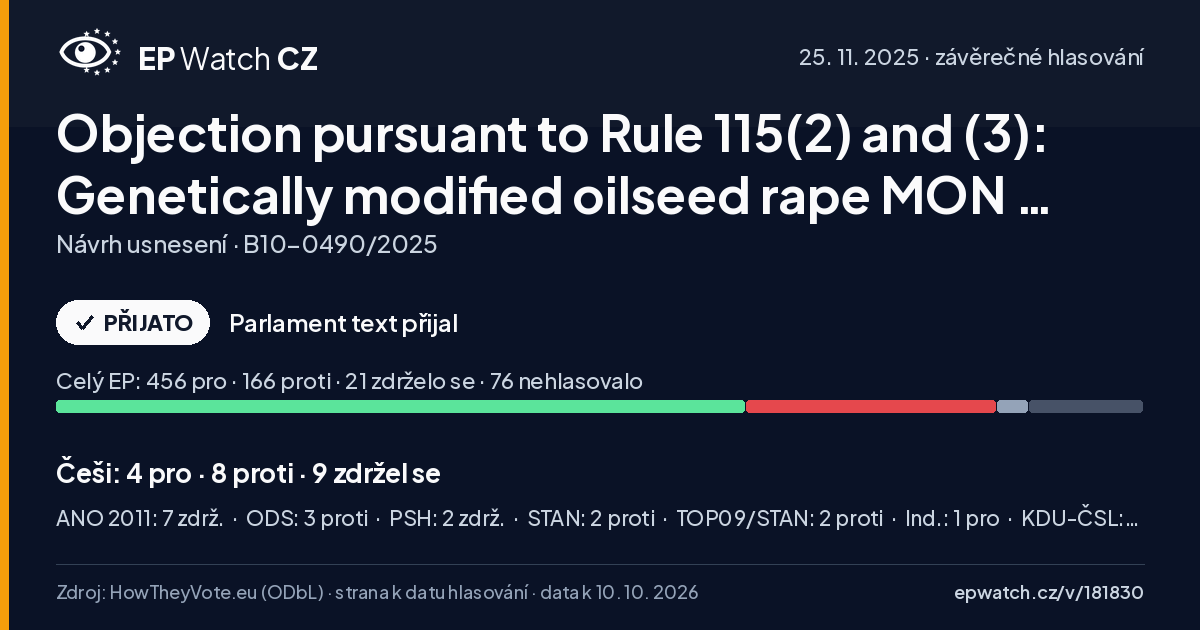 EP Watch CZ
25. 11. 2025 · závěrečné hlasování
Objection pursuant to Rule 115(2) and (3):
Genetically modified oilseed rape MON ...
Návrh usnesení · B10-0490/2025
✓ PŘIJATO Parlament text přijal
Celý EP: 456 pro · 166 proti · 21 zdrželo se · 76 nehlasovalo
Češi: 4 pro · 8 proti · 9 zdržel se
ANO 2011: 7 zdrž. · ODS: 3 proti · PSH: 2 zdrž. · STAN: 2 proti · TOP09/STAN: 2 proti · Ind.: 1 pro · KDU-ČSL:...
Zdroj: HowTheyVote.eu (ODbL) · strana k datu hlasování · data k 10. 10. 2026
epwatch.cz/v/181830